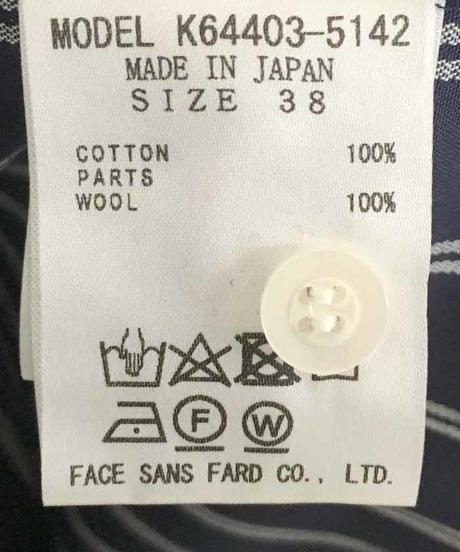 MODEL K64403-5142
MADE IN JAPAN
SIZE 38
COTTON 100%
PARTS
WOOL 100%
F W
FACE SANS FARD CO., LTD.